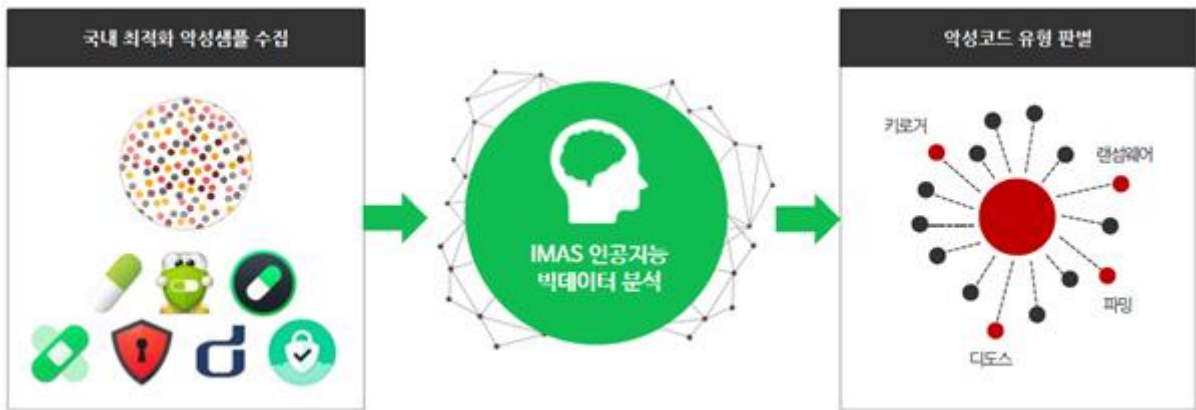 국내 최적화 악성샘플 수집
IMAS 인공지능
빅데이터 분석
악성코드 유형 판별
키로거
랜섬웨어
파밍
디도스